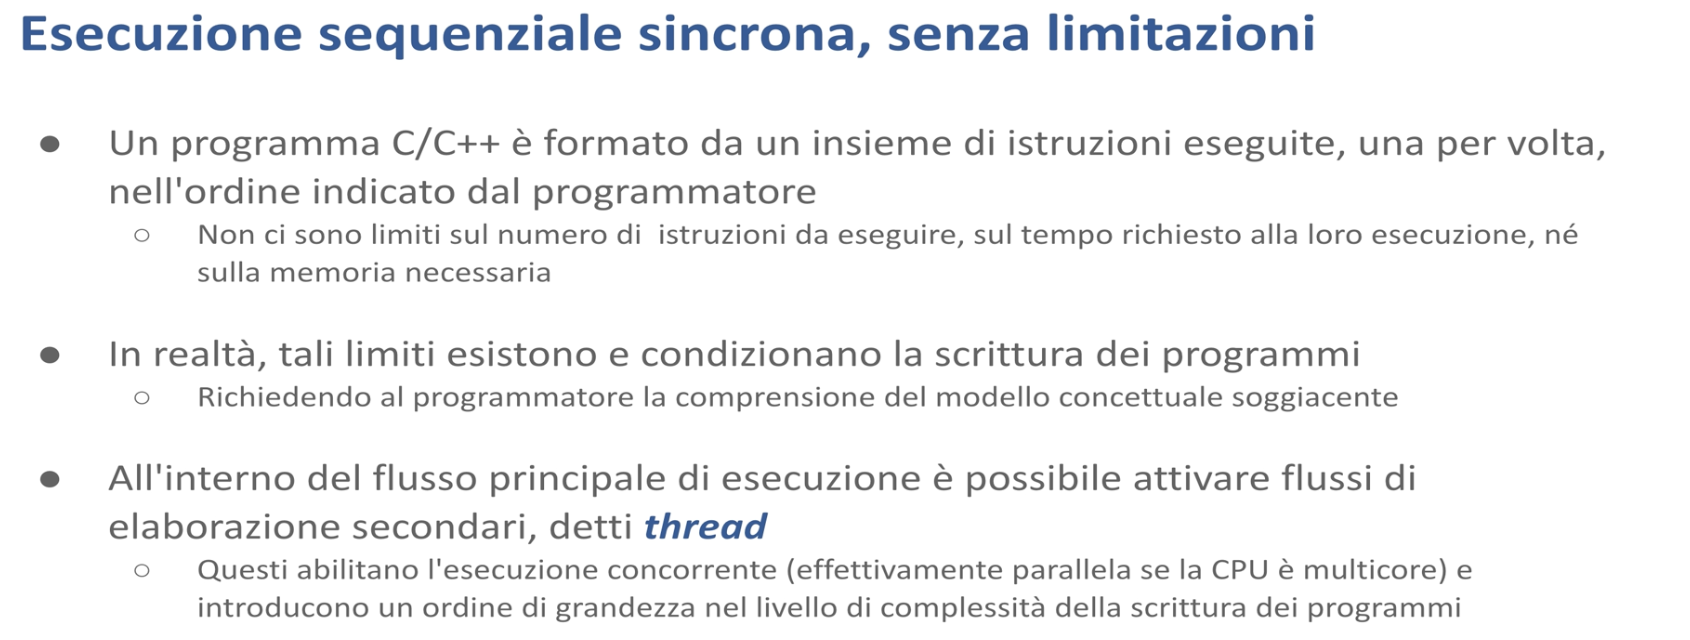 Esecuzione sequenziale sincrona, senza limitazioni
● Un programma C/C++ è formato da un insieme di istruzioni eseguite, una per volta,
nell'ordine indicato dal programmatore
○ Non ci sono limiti sul numero di istruzioni da eseguire, sul tempo richiesto alla loro esecuzione, né
sulla memoria necessaria
● In realtà, tali limiti esistono e condizionano la scrittura dei programmi
○ Richiedendo al programmatore la comprensione del modello concettuale soggiacente
● All'interno del flusso principale di esecuzione è possibile attivare flussi di
elaborazione secondari, detti thread
○ Questi abilitano l'esecuzione concorrente (effettivamente parallela se la CPU è multicore) e
introducono un ordine di grandezza nel livello di complessità della scrittura dei programmi